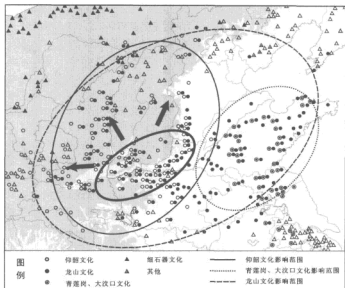 图例
仰韶文化 细石器文化 仰韶文化影响范围
龙山文化 其他 青莲岗、大汶口文化影响范围
青莲岗、大汶口文化 龙山文化影响范围